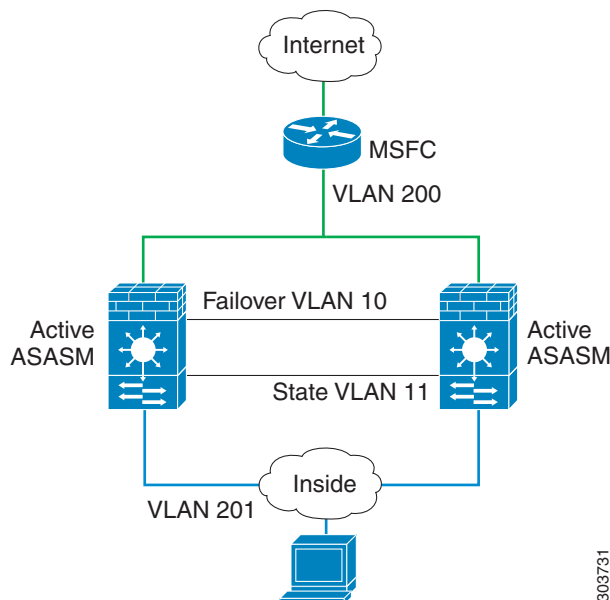 Internet
MSFC
VLAN 200
Failover VLAN 10
Active
ASASM
Active
ASASM
State VLAN 11
Inside
VLAN 201
303731